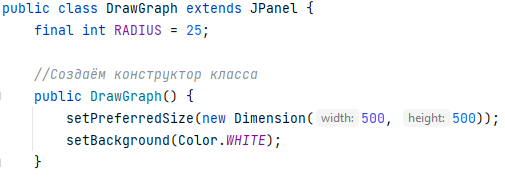 public class DrawGraph extends JPanel {
    final int RADIUS = 25;
    //Создаём конструктор класса
    public DrawGraph() {
        setPreferredSize(new Dimension( width: 500, height: 500));
        setBackground(Color.WHITE);
    }